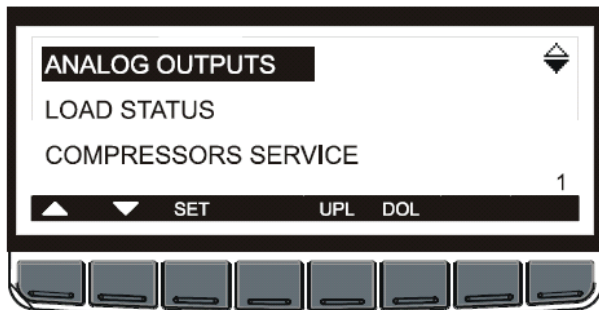 ANALOG OUTPUTS
LOAD STATUS
COMPRESSORS SERVICE
1
SET UPL DOL